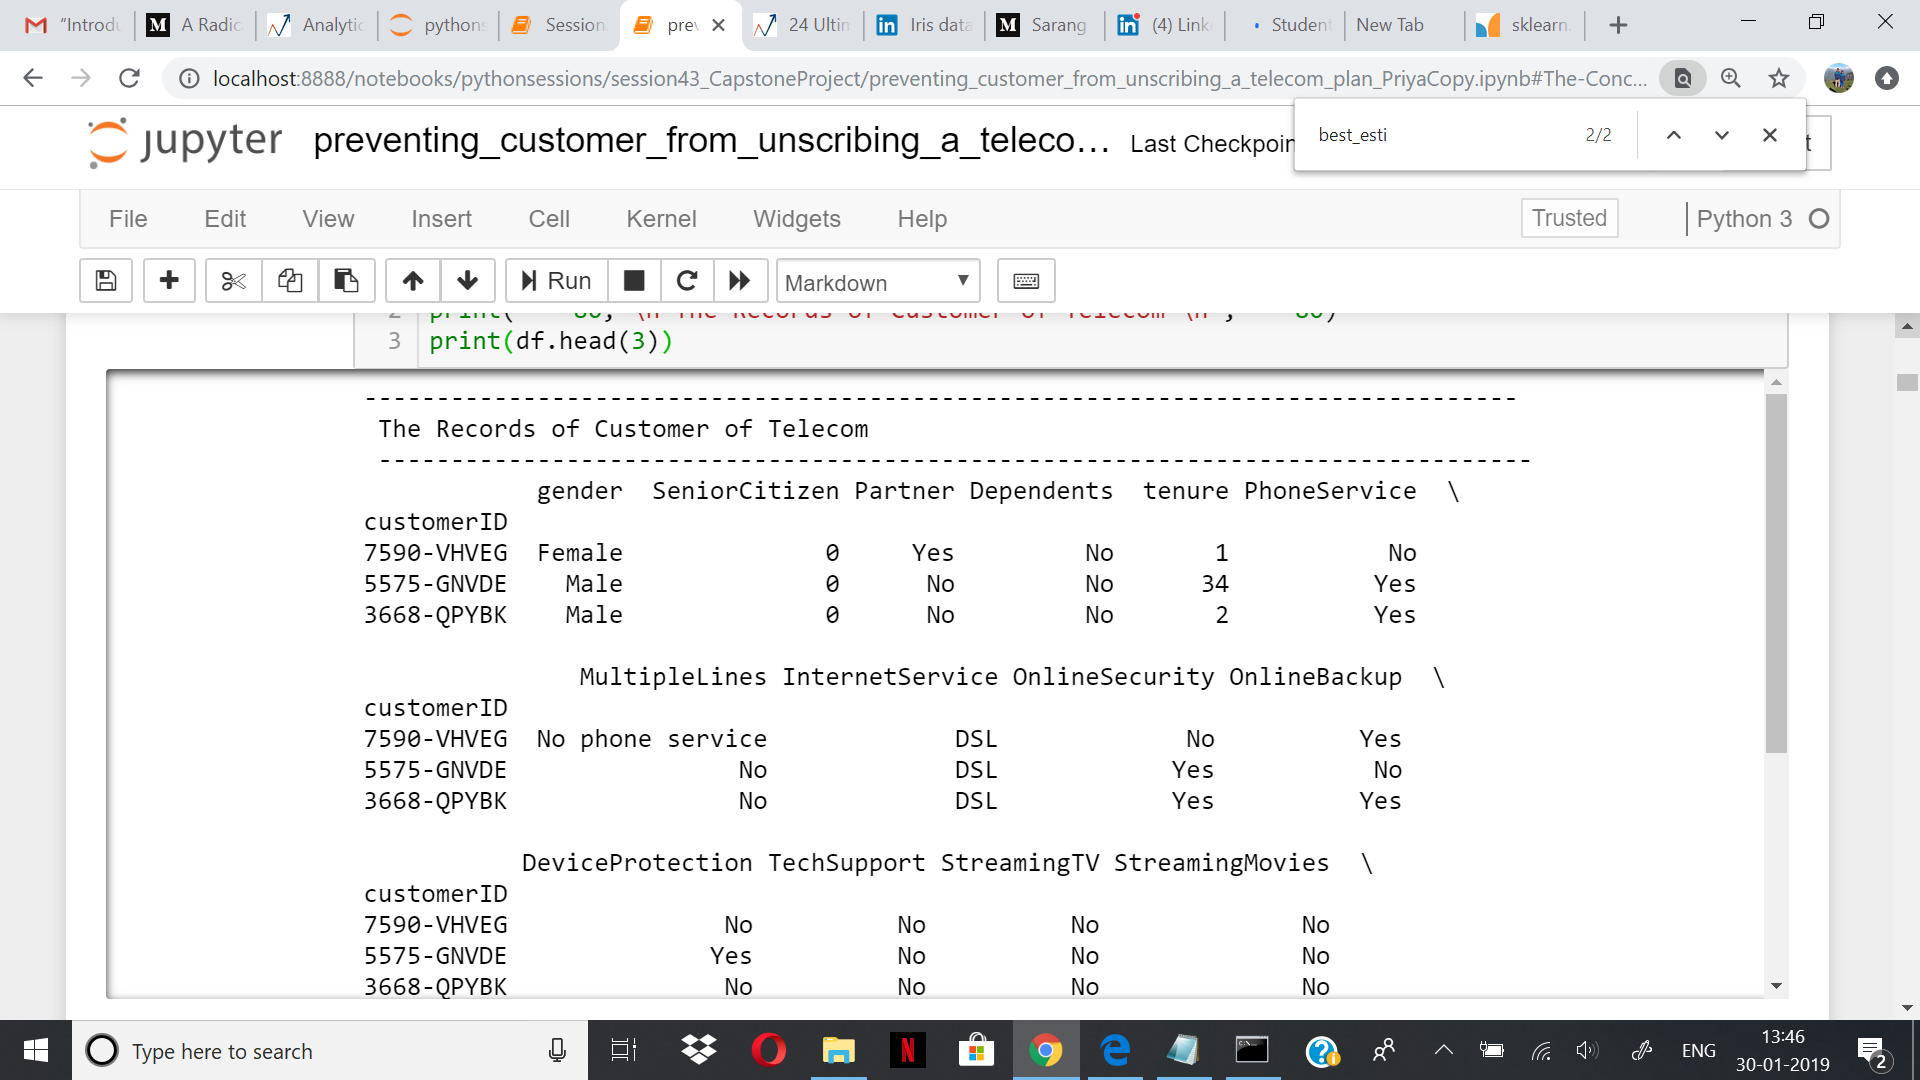 "Introdu
A Radic
Analytic
python
Session
prev
24 Ultim
Iris data
Sarang
(4) Link
Student
New Tab
sklearn.
localhost:8888/notebooks/pythonsessions/session43_CapstoneProject/preventing_customer_from_unscribing_a_telecom_plan_PriyaCopy.ipynb#The-Conc...
best_esti 2/2
jupyter preventing_customer_from_unscribing_a_teleco... Last Checkpoin t
File Edit View Insert Cell Kernel Widgets Help Trusted Python 3
Run Markdown
3 print(df.head(3))
--------------------------------------------------------------------------------
The Records of Customer of Telecom
--------------------------------------------------------------------------------
gender SeniorCitizen Partner Dependents tenure PhoneService \
customerID
7590-VHVEG Female 0 Yes No 1 No
5575-GNVDE Male 0 No No 34 Yes
3668-QPYBK Male 0 No No 2 Yes
MultipleLines InternetService OnlineSecurity OnlineBackup \
customerID
7590-VHVEG No phone service DSL No Yes
5575-GNVDE No DSL Yes No
3668-QPYBK No DSL Yes Yes
DeviceProtection TechSupport StreamingTV StreamingMovies \
customerID
7590-VHVEG No No No No
5575-GNVDE Yes No No No
3668-QPYBK No No No No
Type here to search
ENG
13:46
30-01-2019
2